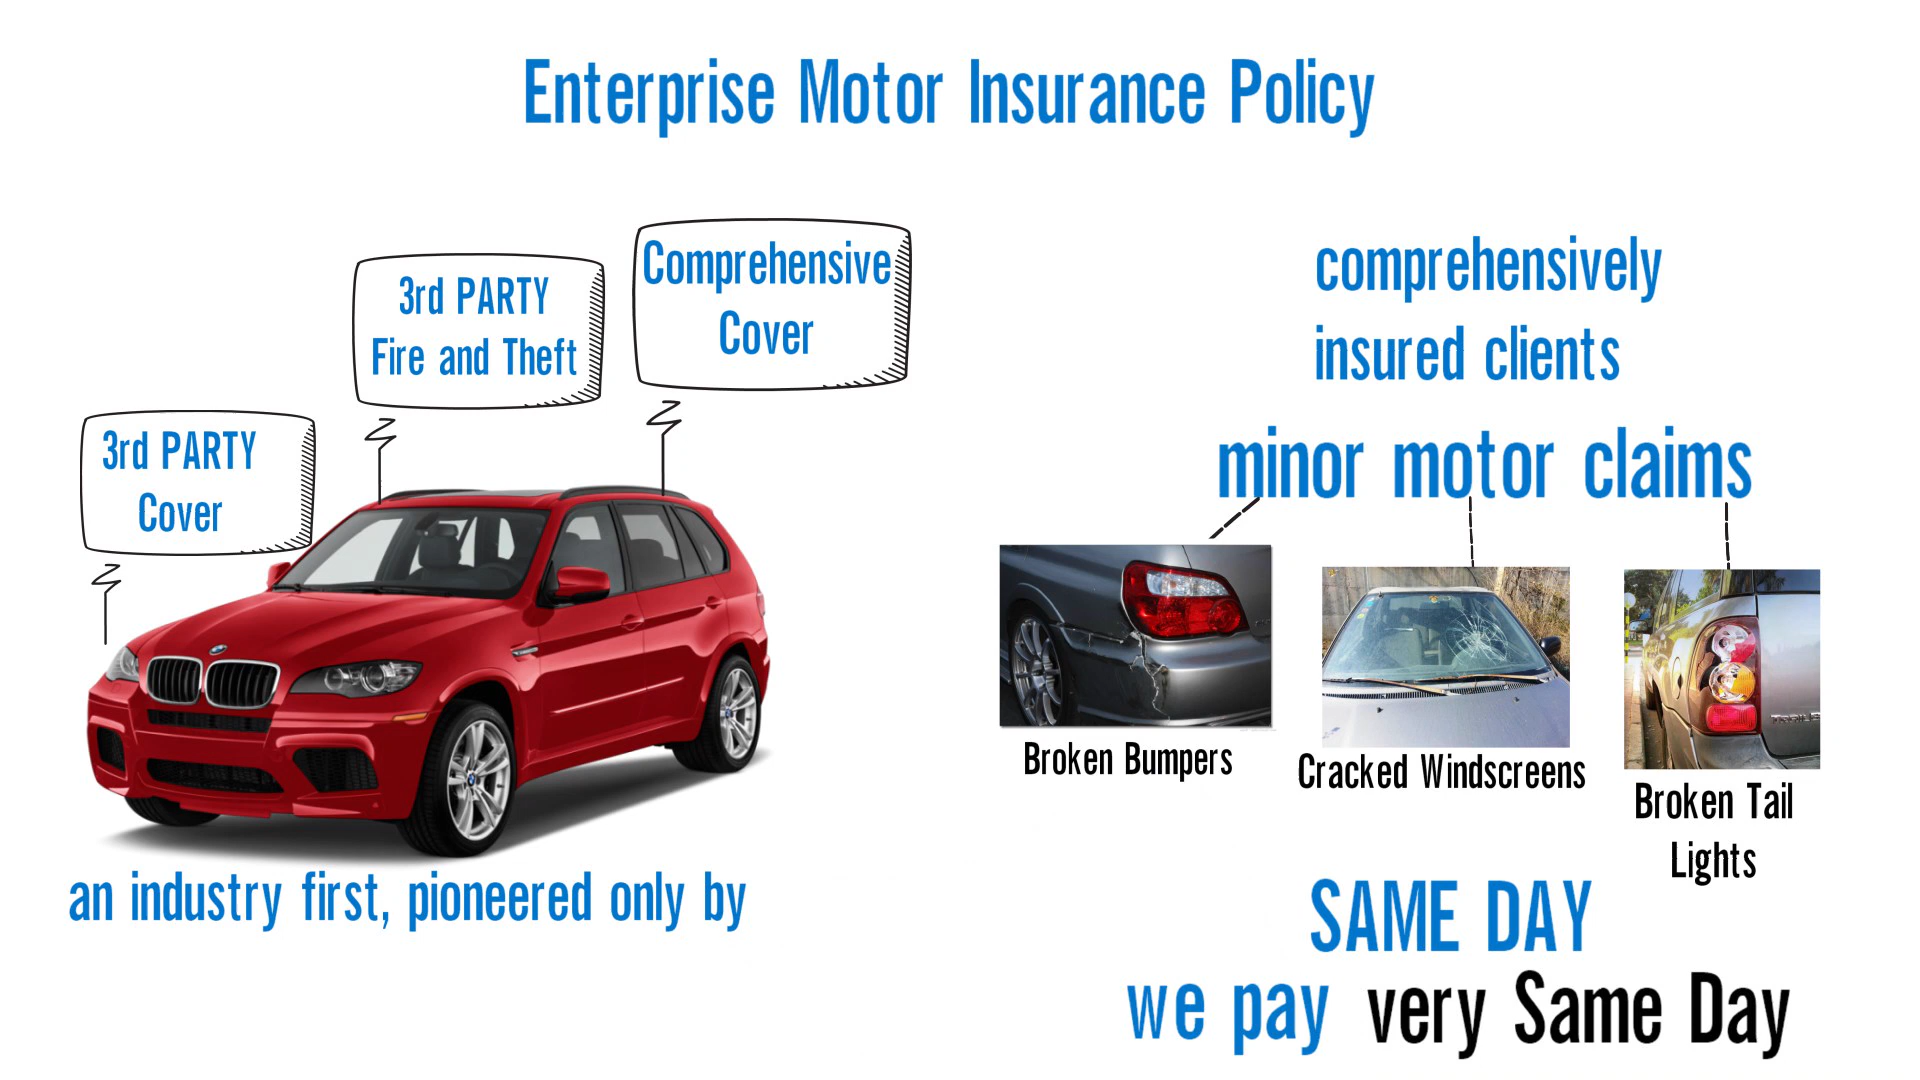 Enterprise Motor Insurance Policy
3rd PARTY
Cover
3rd PARTY
Fire and Theft
Comprehensive
Cover
an industry first, pioneered only by
comprehensively
insured clients
minor motor claims
Broken Bumpers
Cracked Windscreens
Broken Tail
Lights
SAME DAY
we pay very Same Day